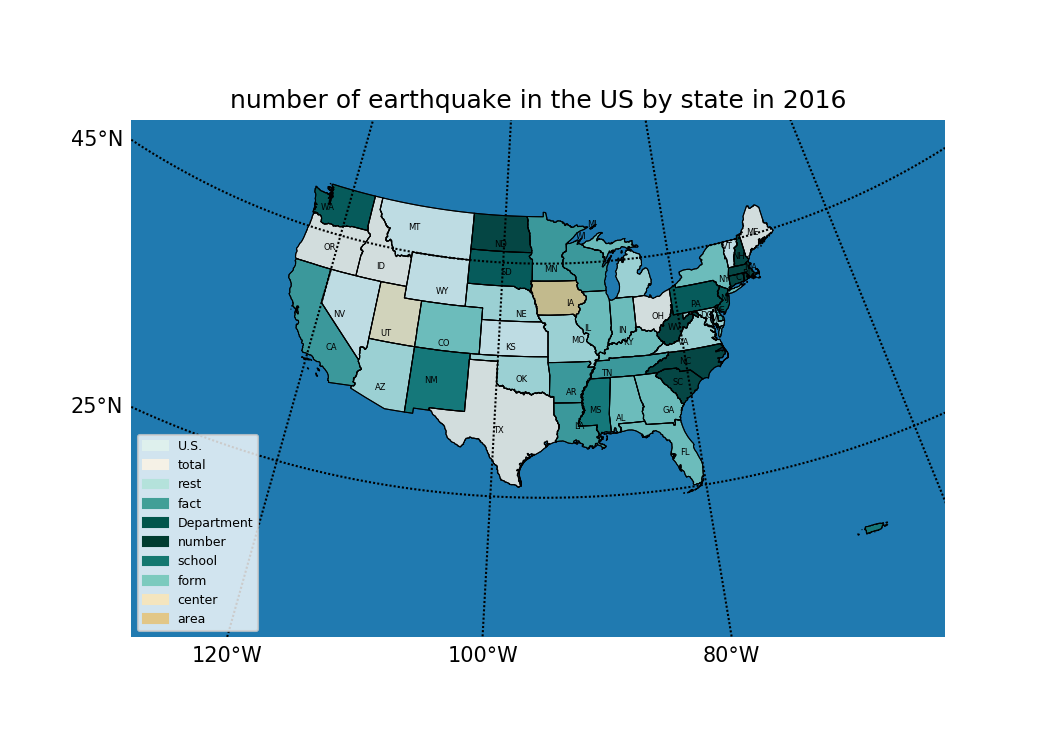 number of earthquake in the US by state in 2016
45°N
25°N
120°W
100°W
80°W
WA
OR
ID
MT
ND
SD
MN
WI
MI
WY
NE
IA
NV
UT
CO
KS
MO
IL
IN
OH
KY
CA
AZ
NM
OK
AR
TN
TX
LA
MS
AL
GA
FL
SC
NC
VA
WV
PA
NY
VT
NH
ME
CT
U.S.
total
rest
fact
Department
number
school
form
center
area